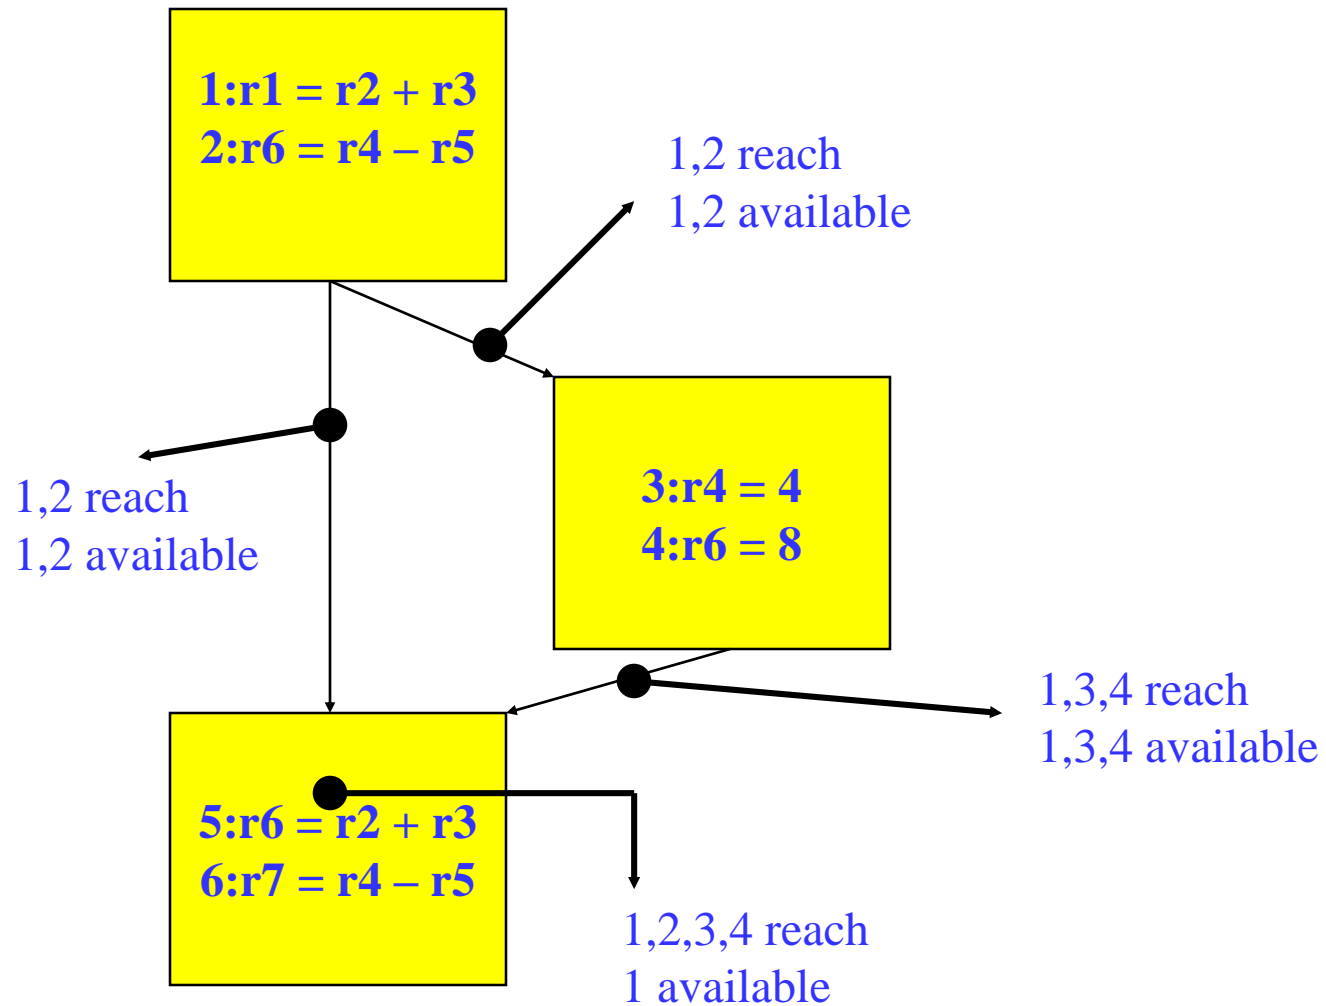 1:r1 = r2 + r3
2:r6 = r4 – r5
1,2 reach
1,2 available
1,2 reach
1,2 available
3:r4 = 4
4:r6 = 8
1,3,4 reach
1,3,4 available
5:r6 = r2 + r3
6:r7 = r4 – r5
1,2,3,4 reach
1 available